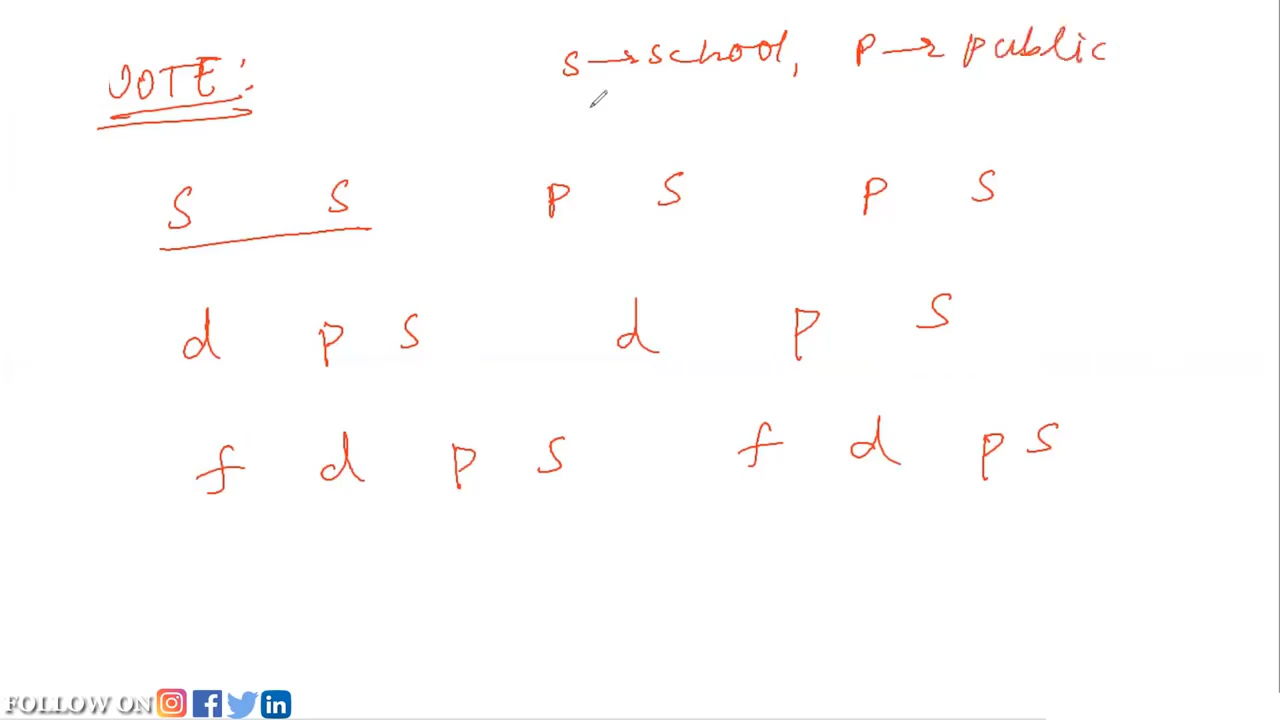 NOTE:
s→school, p→public
s s p s p s
d p s d p s
f d p s f d p s
FOLLOW ON